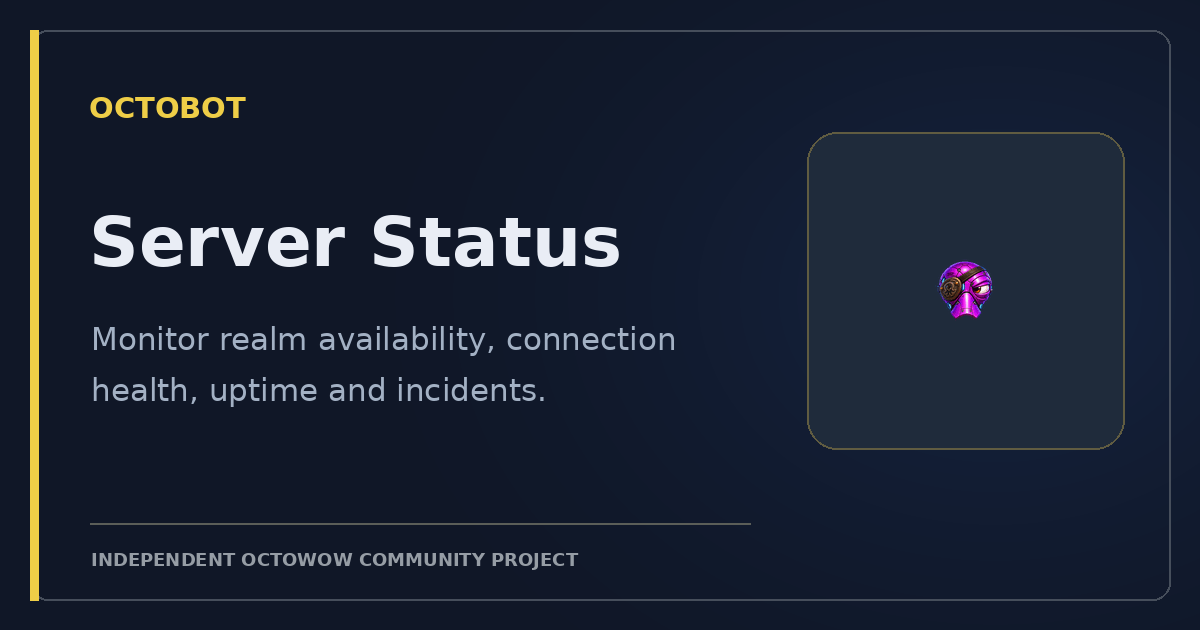 OCTOBOT
Server Status
Monitor realm availability, connection
health, uptime and incidents.
INDEPENDENT OCTOWOW COMMUNITY PROJECT